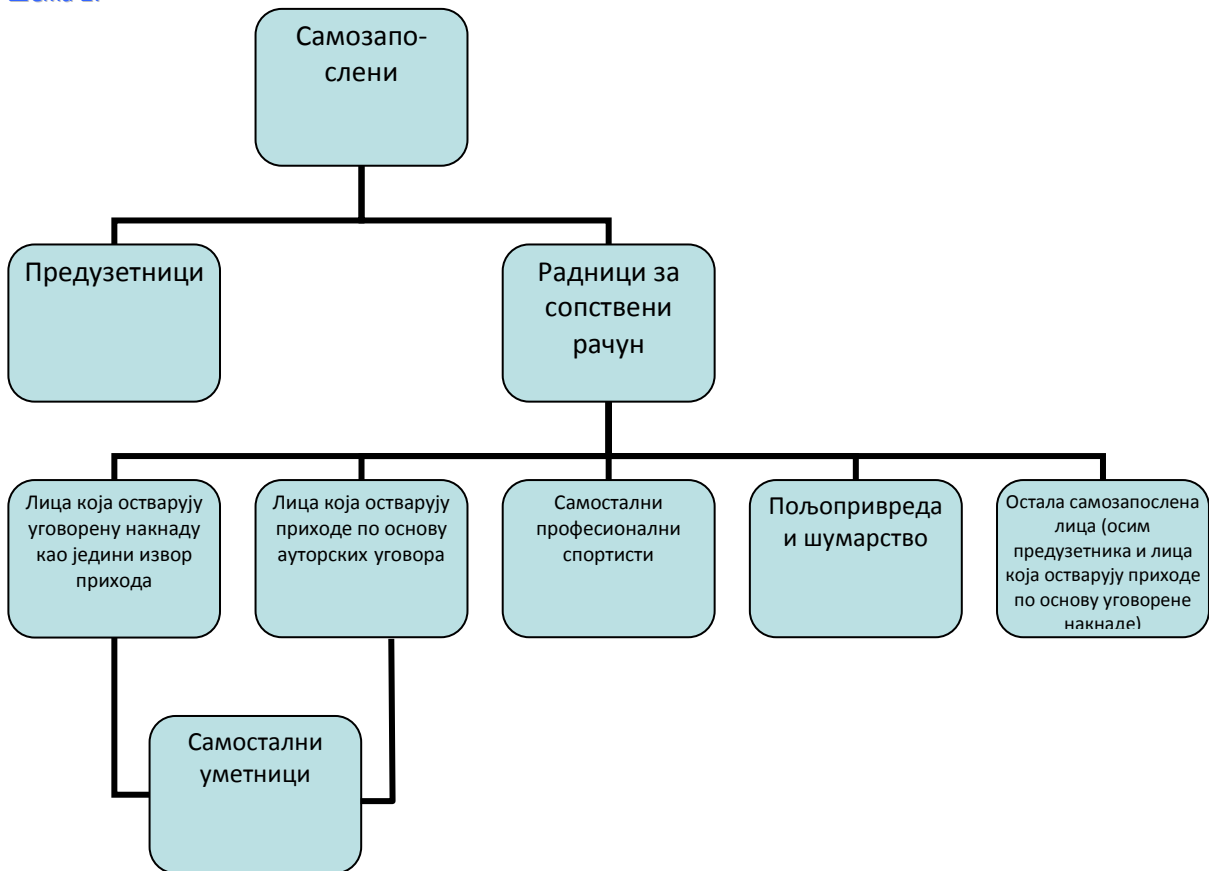 Самозапо-
слени
Предузетници
Радници за
сопствени
рачун
Лица која остварују
уговорену накнаду
као једини извор
прихода
Лица која остварују
приходе по основу
ауторских уговора
Самостални
професионални
спортисти
Пољопривреда
и шумарство
Остала самозапослена
лица (осим
предузетника и лица
која остварују приходе
по основу уговорене
накнаде)
Самостални
уметници